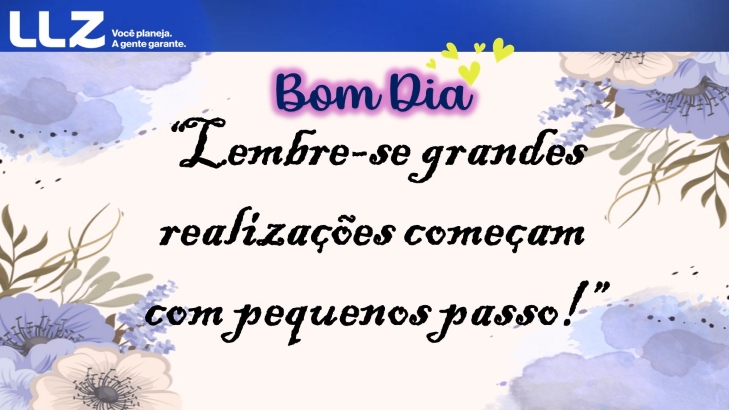 LLZ
Você planeja.
A gente garante.
Bom Dia
“Lembre-se grandes
realizações começam
com pequenos passo!”